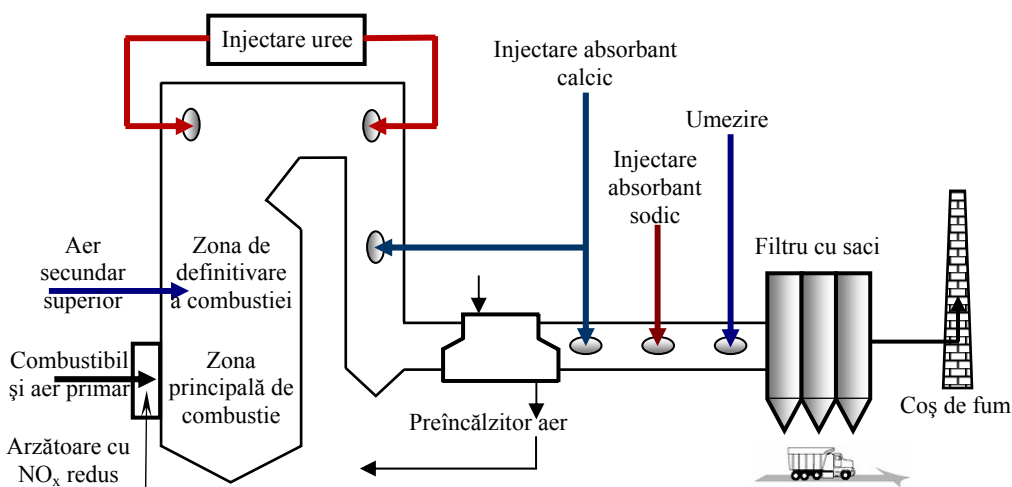 Injectare uree
Injectare absorbant
calcic
Umezire
Injectare
absorbant
sodic
Filtru cu saci
Aer
secundar
superior
Zona de
definitivare
a combustiei
Combustibil
şi aer primar
Zona
principală de
combustie
Preîncălzitor aer
Coş de fum
Arzătoare cu
NOx redus